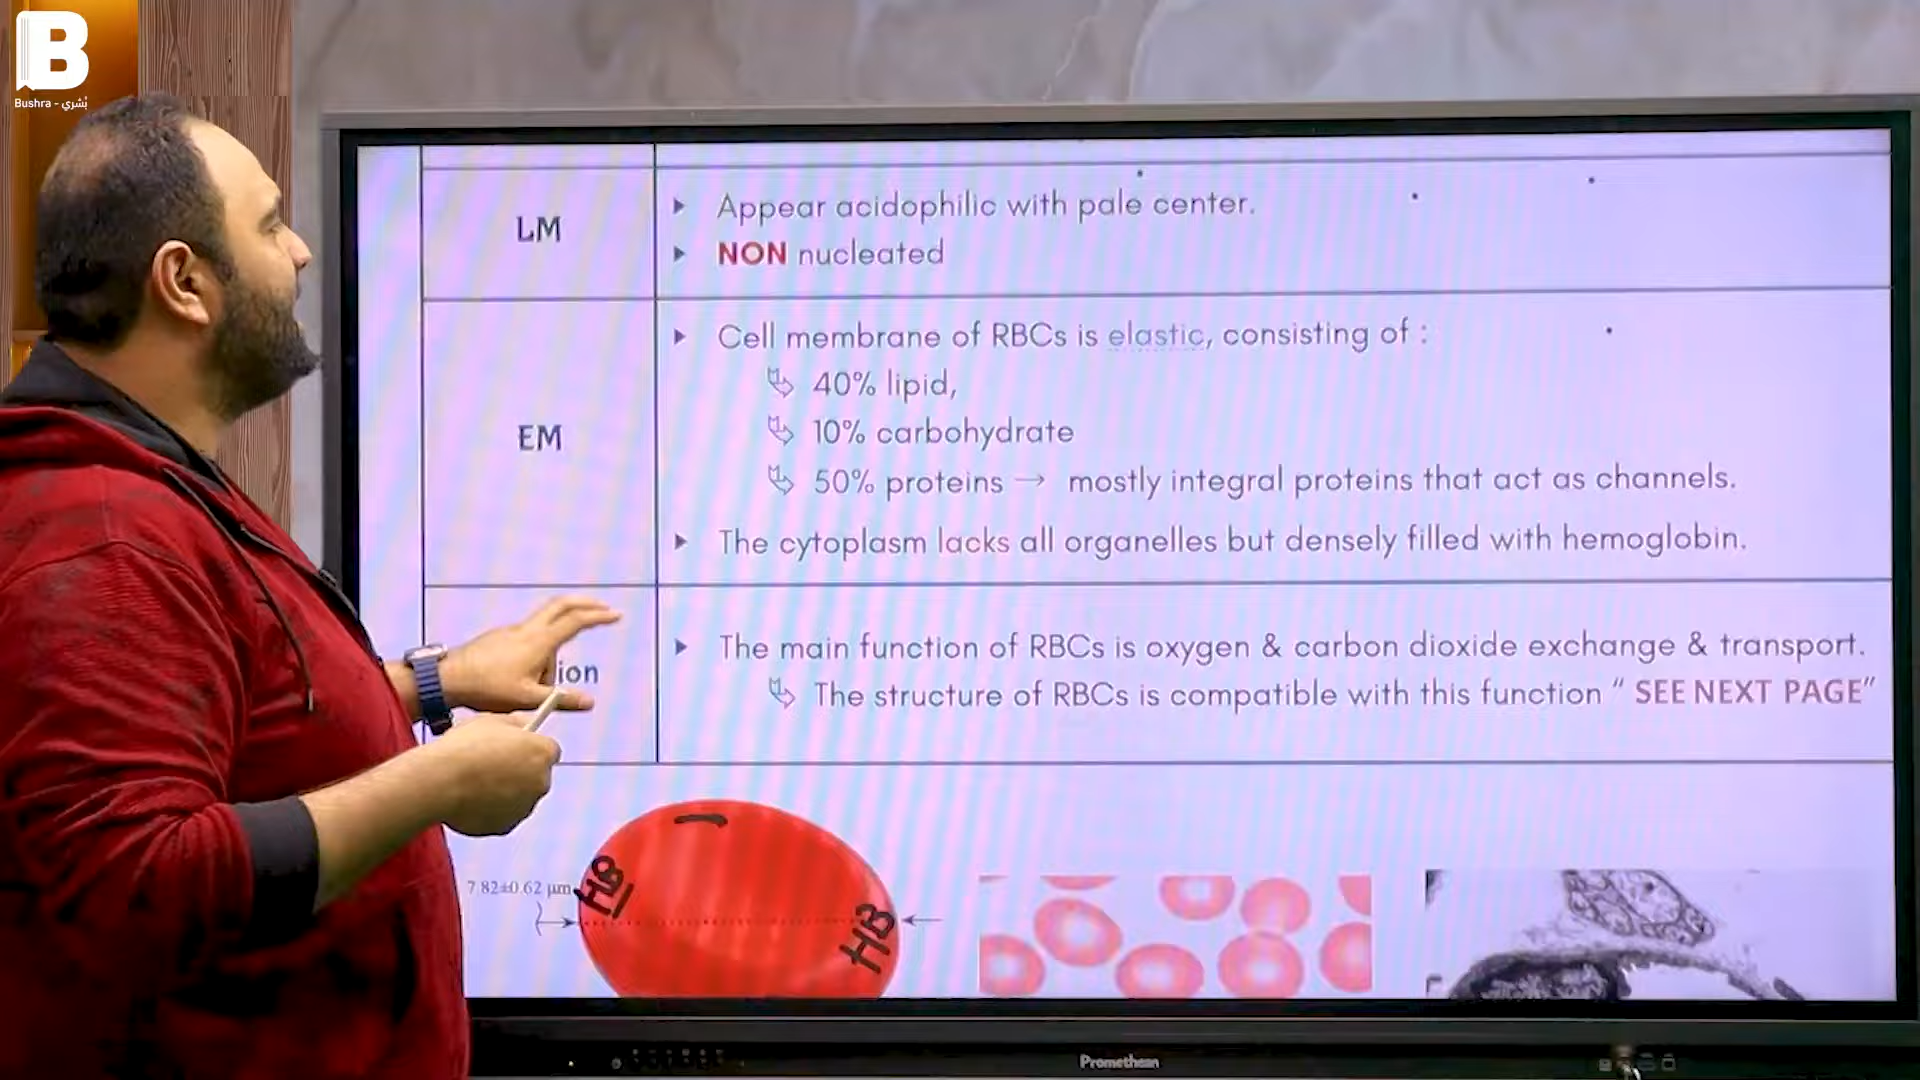 B
Bushra - بُشري
LM
▸ Appear acidophilic with pale center.
▸ NON nucleated
EM
▸ Cell membrane of RBCs is elastic, consisting of :
40% lipid,
10% carbohydrate
50% proteins → mostly integral proteins that act as channels.
▸ The cytoplasm lacks all organelles but densely filled with hemoglobin.
ion
▸ The main function of RBCs is oxygen & carbon dioxide exchange & transport.
The structure of RBCs is compatible with this function “ SEE NEXT PAGE”
7.82±0.62 μm
HB
HB
Promethean